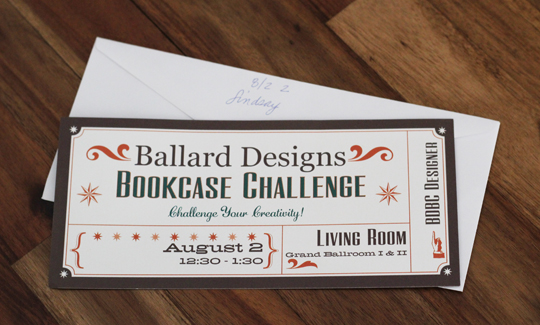 8/2 2
Lindsay
Ballard Designs
BOOKCASE CHALLENGE
Challenge Your Creativity!
August 2
12:30 - 1:30
LIVING ROOM
Grand Ballroom I & II
BDBC DESIGNER